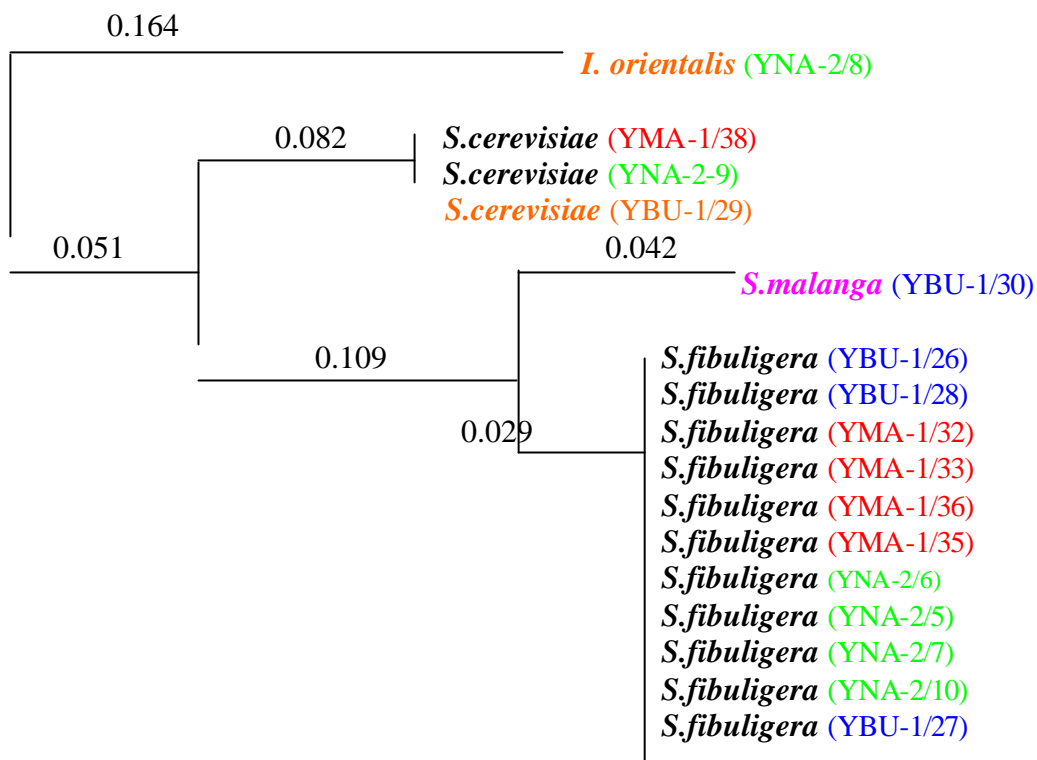 0.164
I. orientalis (YNA-2/8)
0.082
S.cerevisiae (YMA-1/38)
S.cerevisiae (YNA-2-9)
S.cerevisiae (YBU-1/29)
0.051
0.042
S.malanga (YBU-1/30)
0.109
S.fibuligera (YBU-1/26)
S.fibuligera (YBU-1/28)
0.029
S.fibuligera (YMA-1/32)
S.fibuligera (YMA-1/33)
S.fibuligera (YMA-1/36)
S.fibuligera (YMA-1/35)
S.fibuligera (YNA-2/6)
S.fibuligera (YNA-2/5)
S.fibuligera (YNA-2/7)
S.fibuligera (YNA-2/10)
S.fibuligera (YBU-1/27)